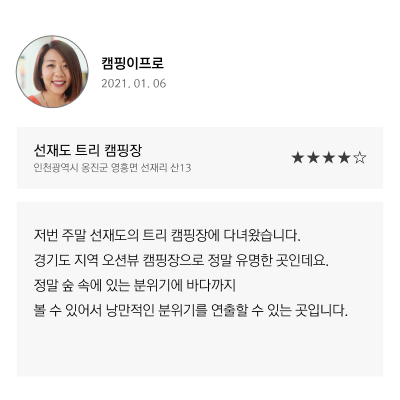 캠핑이프로
2021. 01. 06
선재도 트리 캠핑장
인천광역시 옹진군 영흥면 선재리 산13
★★★★☆
저번 주말 선재도의 트리 캠핑장에 다녀왔습니다.
경기도 지역 오션뷰 캠핑장으로 정말 유명한 곳인데요.
정말 숲 속에 있는 분위기에 바다까지
볼 수 있어서 낭만적인 분위기를 연출할 수 있는 곳입니다.